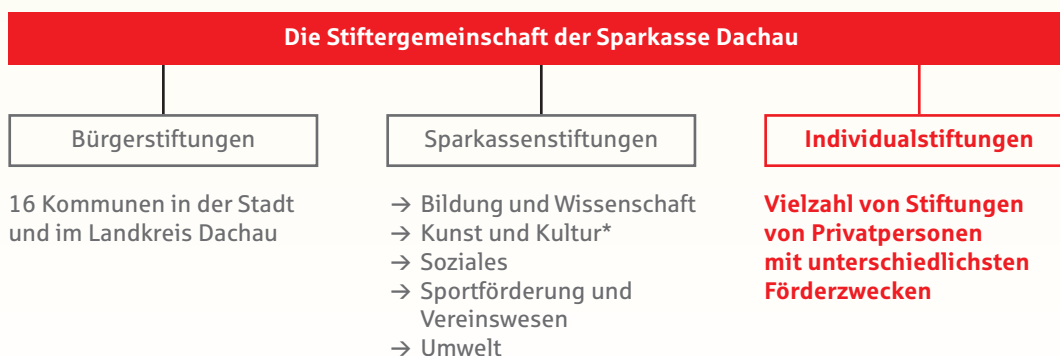 Die Stiftergemeinschaft der Sparkasse Dachau
Bürgerstiftungen
16 Kommunen in der Stadt
und im Landkreis Dachau
Sparkassenstiftungen
→ Bildung und Wissenschaft
→ Kunst und Kultur*
→ Soziales
→ Sportförderung und
Vereinswesen
→ Umwelt
Individualstiftungen
Vielzahl von Stiftungen
von Privatpersonen
mit unterschiedlichsten
Förderzwecken